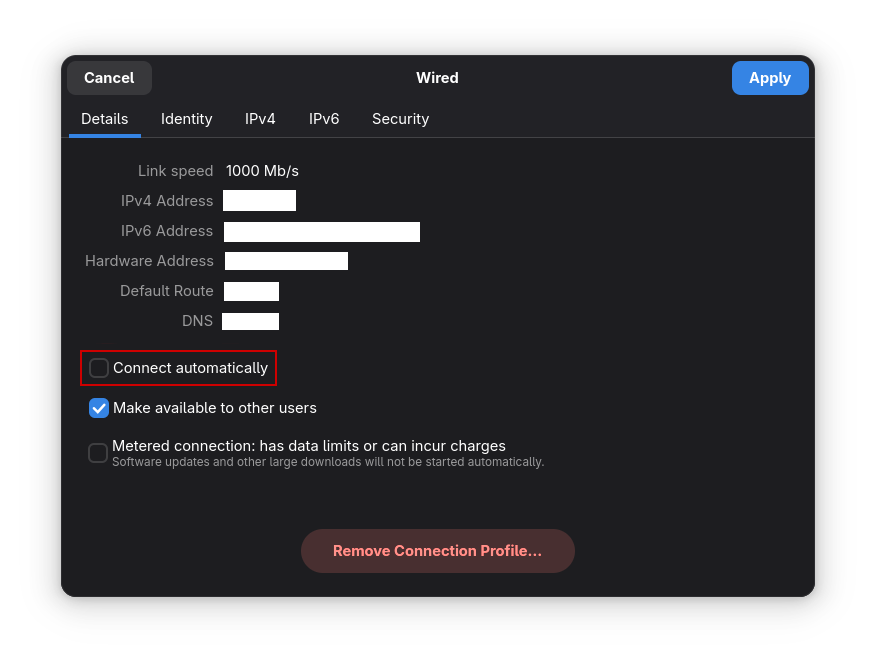 Cancel Wired Apply
Details Identity IPv4 IPv6 Security
Link speed 1000 Mb/s
IPv4 Address
IPv6 Address
Hardware Address
Default Route
DNS
Connect automatically
Make available to other users
Metered connection: has data limits or can incur charges
Software updates and other large downloads will not be started automatically.
Remove Connection Profile...